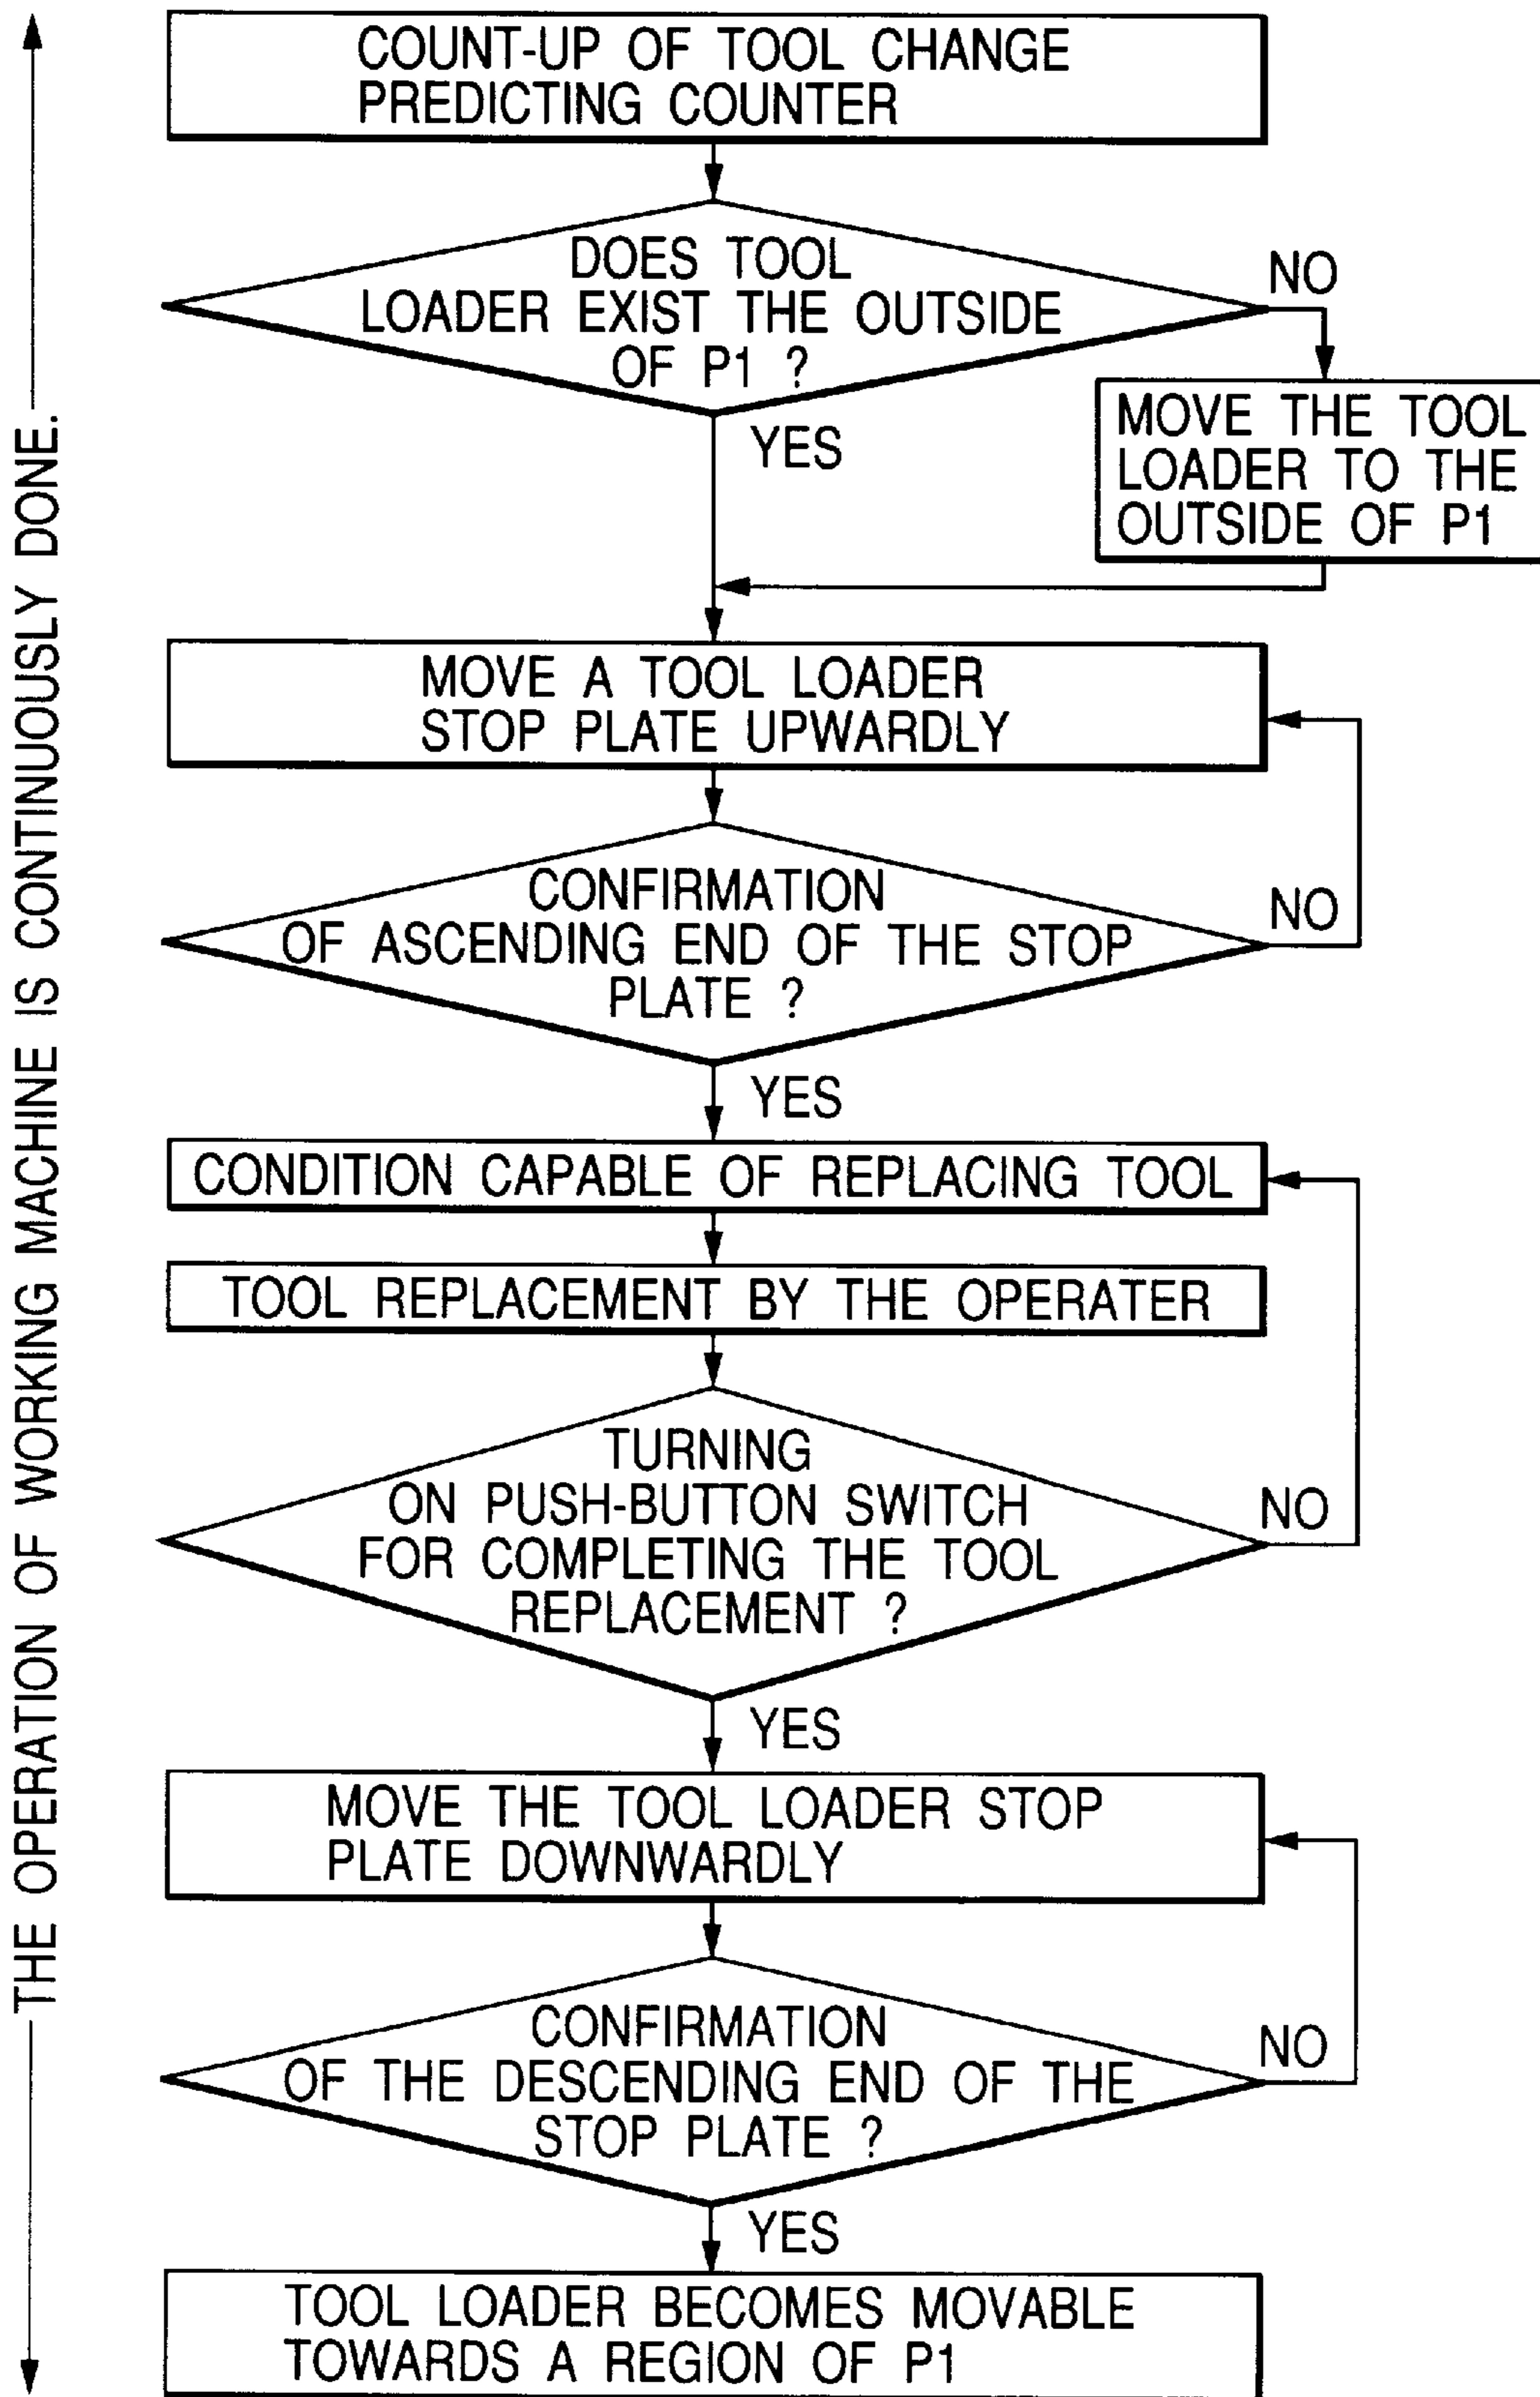 COUNT-UP OF TOOL CHANGE
PREDICTING COUNTER
DOES TOOL
LOADER EXIST THE OUTSIDE
OF P1 ?
NO
YES
MOVE THE TOOL
LOADER TO THE
OUTSIDE OF P1
MOVE A TOOL LOADER
STOP PLATE UPWARDLY
CONFIRMATION
OF ASCENDING END OF THE STOP
PLATE ?
NO
YES
CONDITION CAPABLE OF REPLACING TOOL
TOOL REPLACEMENT BY THE OPERATER
TURNING
ON PUSH-BUTTON SWITCH
FOR COMPLETING THE TOOL
REPLACEMENT ?
NO
YES
MOVE THE TOOL LOADER STOP
PLATE DOWNWARDLY
CONFIRMATION
OF THE DESCENDING END OF THE
STOP PLATE ?
NO
YES
TOOL LOADER BECOMES MOVABLE
TOWARDS A REGION OF P1
THE OPERATION OF WORKING MACHINE IS CONTINUOUSLY DONE.